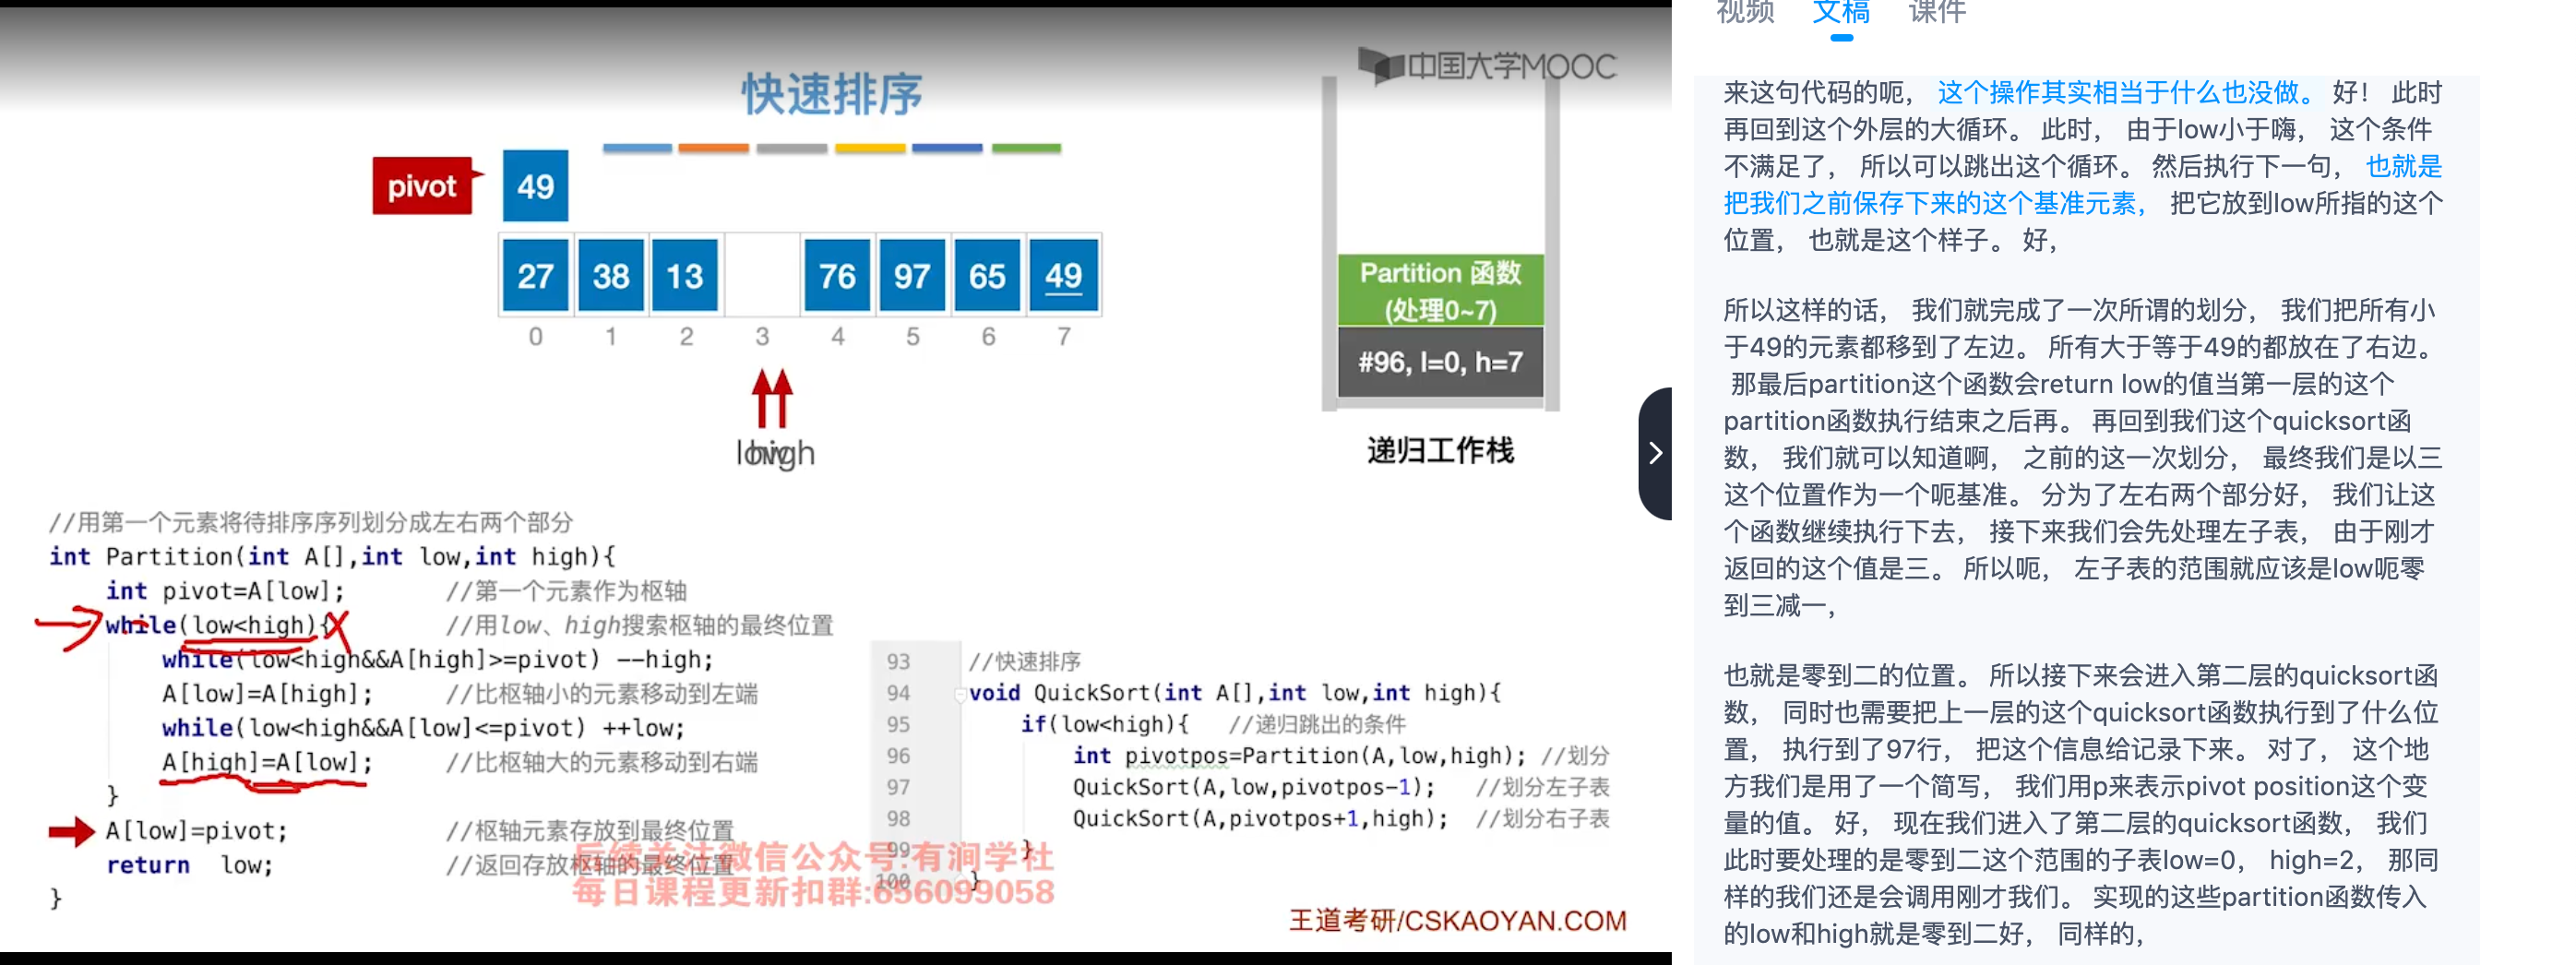 中国大学MOOC
快速排序
pivot
49
27 38 13 76 97 65 49
0 1 2 3 4 5 6 7
low
high
Partition 函数
(处理0~7)
#96, l=0, h=7
递归工作栈
//用第一个元素将待排序序列划分成左右两个部分
int Partition(int A[],int low,int high){
int pivot=A[low]; //第一个元素作为枢轴
while(low<high){ //用low、high搜索枢轴的最终位置
while(low<high&&A[high]>=pivot) --high;
A[low]=A[high]; //比枢轴小的元素移动到左端
while(low<high&&A[low]<=pivot) ++low;
A[high]=A[low]; //比枢轴大的元素移动到右端
}
A[low]=pivot; //枢轴元素存放到最终位置
return low; //返回存放枢轴的最终位置
}
93 //快速排序
94 void QuickSort(int A[],int low,int high){
95 if(low<high){ //递归跳出的条件
96 int pivotpos=Partition(A,low,high); //划分
97 QuickSort(A,low,pivotpos-1); //划分左子表
98 QuickSort(A,pivotpos+1,high); //划分右子表
99 }
100 }
后续关注微信公众号:有涧学社
每日课程更新扣群:656099058
王道考研/CSKAOYAN.COM
视频 文稿 课件
来这句代码的呃， 这个操作其实相当于什么也没做。 好！ 此时
再回到这个外层的大循环。 此时， 由于low小于嗨， 这个条件
不满足了， 所以可以跳出这个循环。 然后执行下一句， 也就是
把我们之前保存下来的这个基准元素， 把它放到low所指的这个
位置， 也就是这个样子。 好，
所以这样的话， 我们就完成了一次所谓的划分， 我们把所有小
于49的元素都移到了左边。 所有大于等于49的都放在了右边。
那最后partition这个函数会return low的值当第一层的这个
partition函数执行结束之后再。 再回到我们这个quicksort函
数， 我们就可以知道啊， 之前的这一次划分， 最终我们是以三
这个位置作为一个呃基准。 分为了左右两个部分好， 我们让这
个函数继续执行下去， 接下来我们会先处理左子表， 由于刚才
返回的这个值是三。 所以呃， 左子表的范围就应该是low呃零
到三减一，
也就是零到二的位置。 所以接下来会进入第二层的quicksort函
数， 同时也需要把上一层的这个quicksort函数执行到了什么位
置， 执行到了97行， 把这个信息给记录下来。 对了， 这个地
方我们是用了一个简写， 我们用p来表示pivot position这个变
量的值。 好， 现在我们进入了第二层的quicksort函数， 我们
此时要处理的是零到二这个范围的子表low=0， high=2， 那同
样的我们还是会调用刚才我们。 实现的这些partition函数传入
的low和high就是零到二好， 同样的，